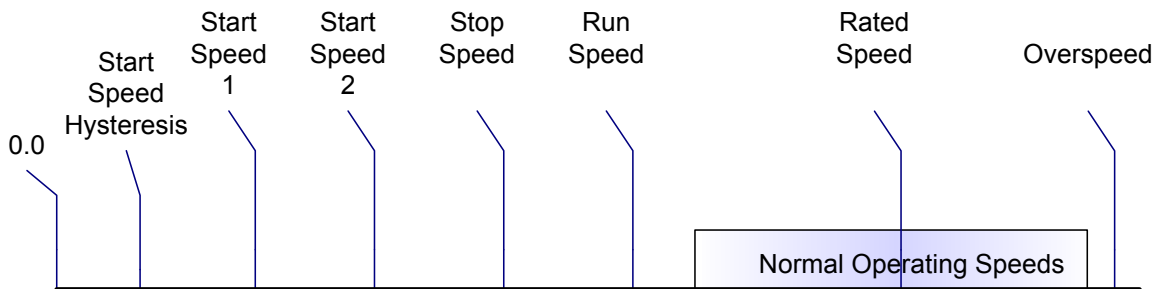 0.0
Start
Speed
Hysteresis
Start
Speed
1
Start
Speed
2
Stop
Speed
Run
Speed
Rated
Speed
Overspeed
Normal Operating Speeds